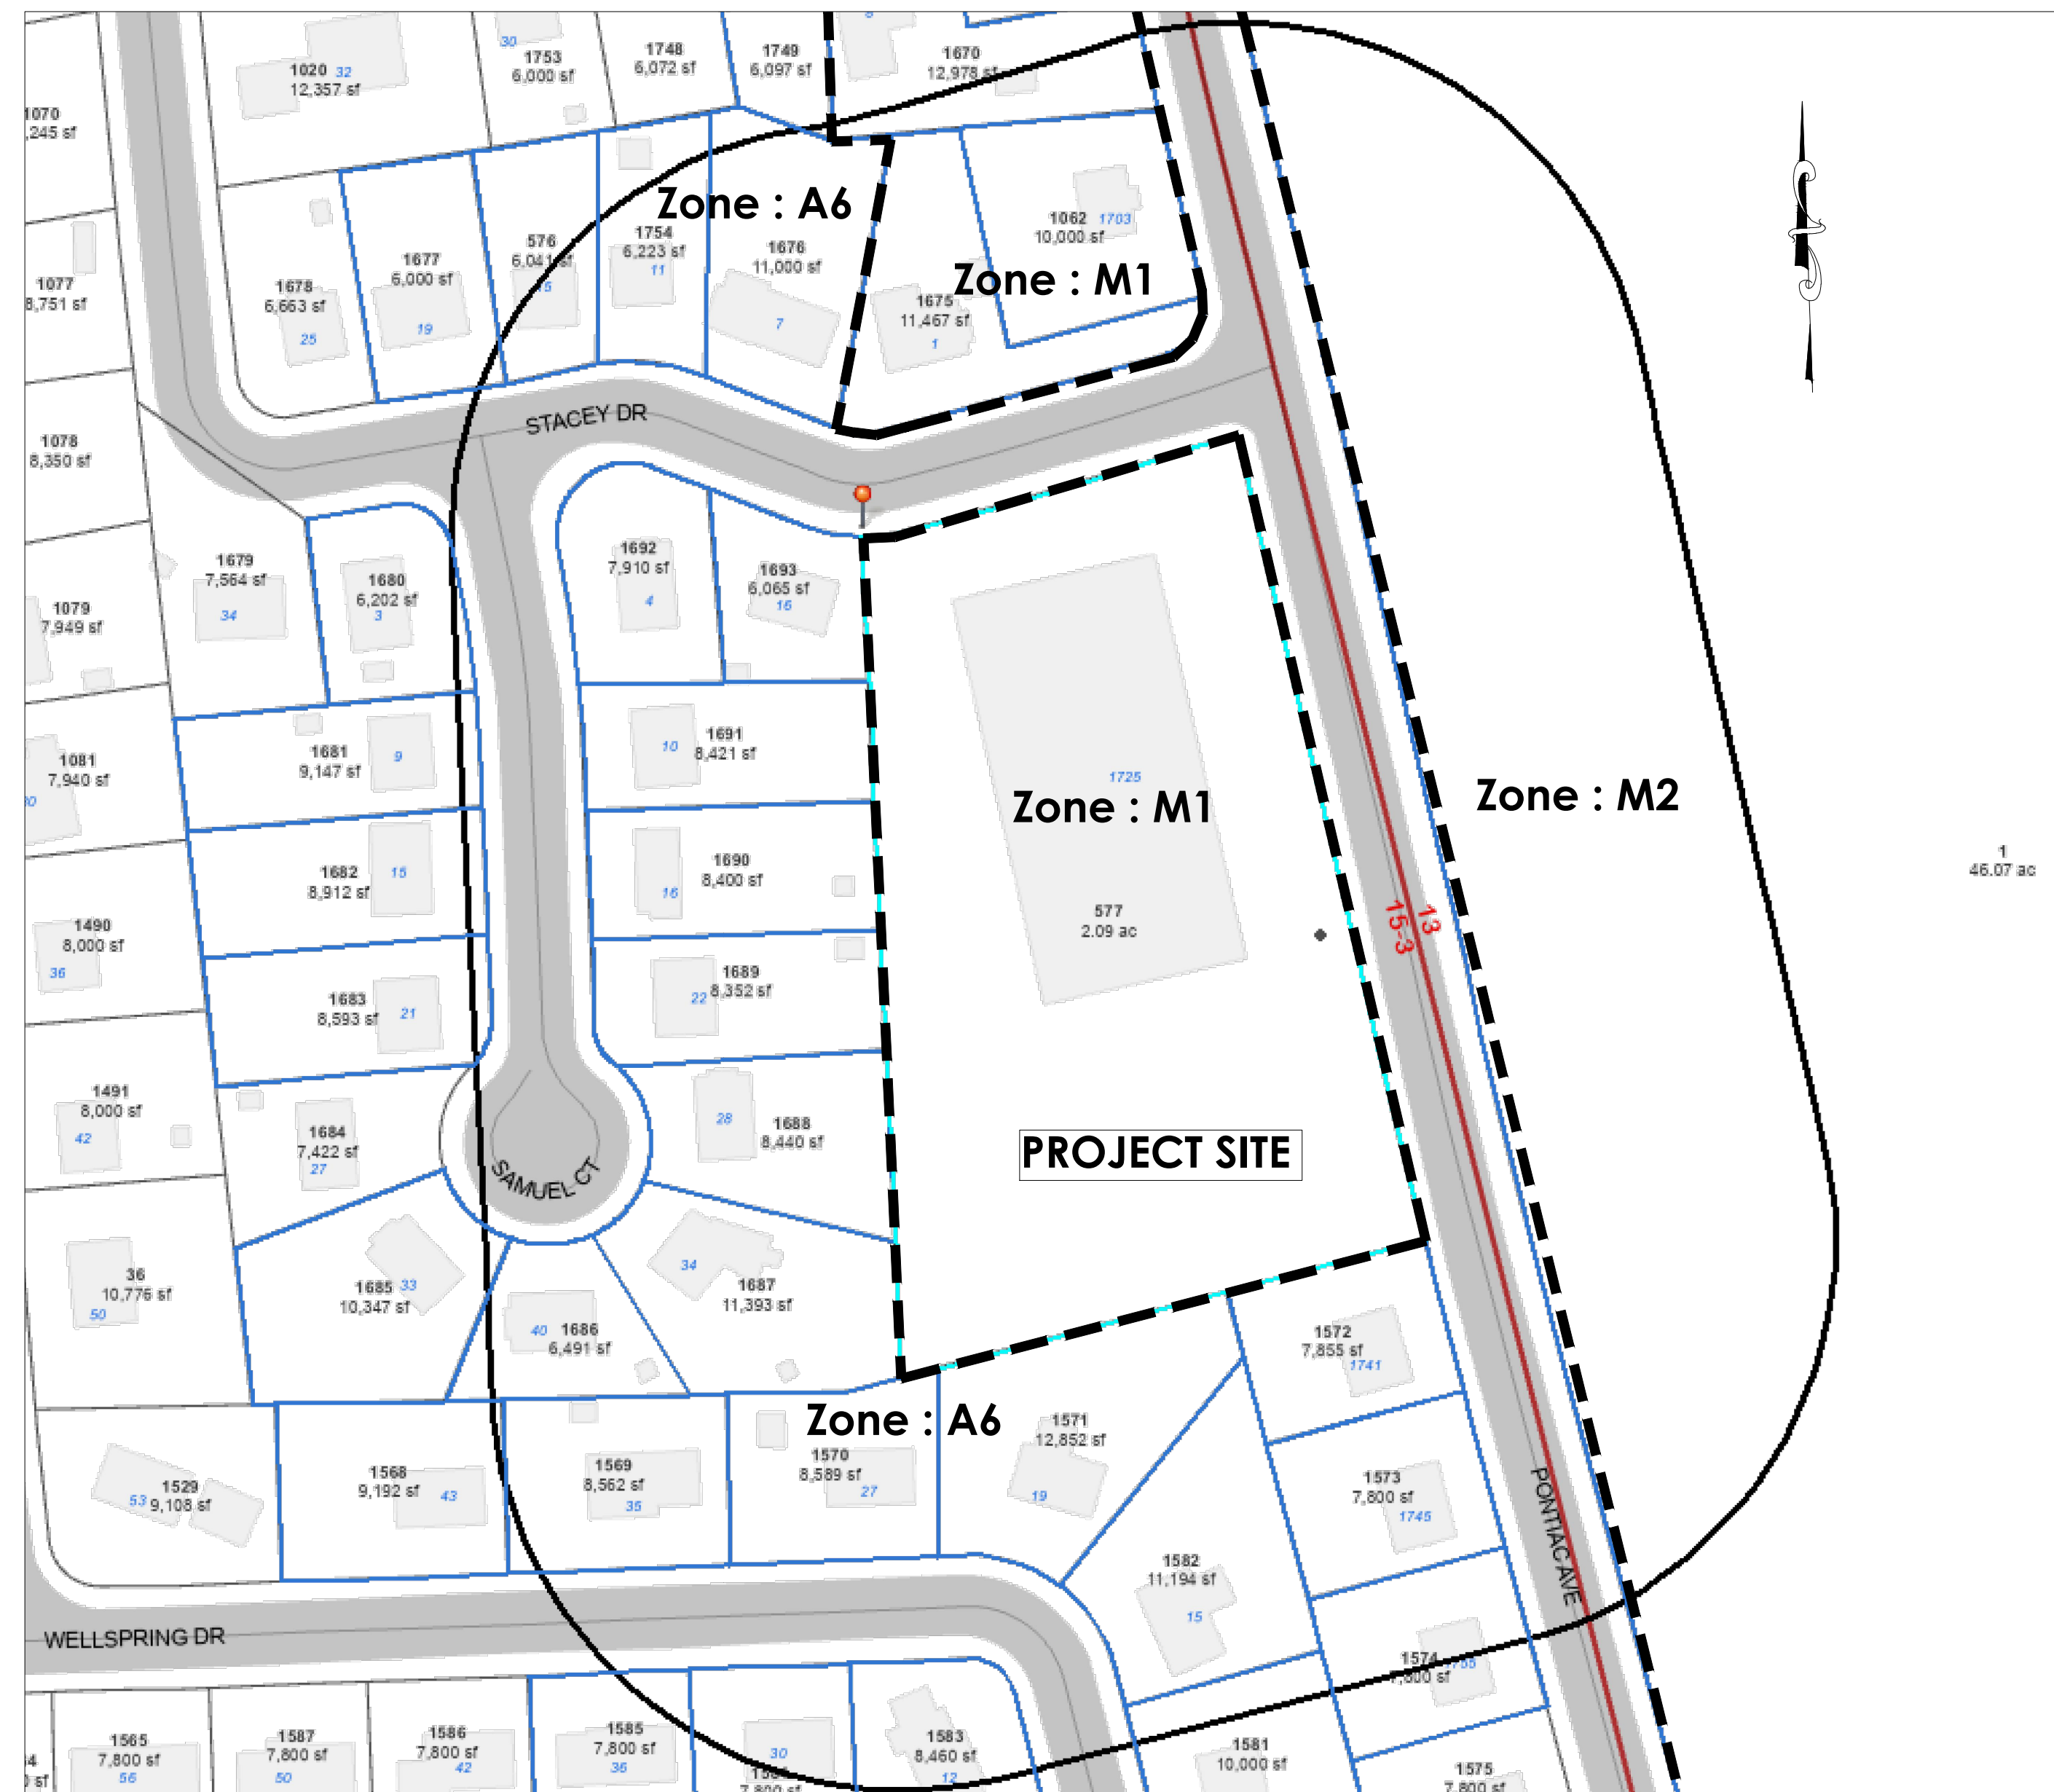 30
1753
6,000 sf
1748
6,072 sf
1749
6,097 sf
1670
12,978 sf
1020 32
12,357 sf
1070
,245 sf
Zone : A6
1062 1703
10,000 sf
576
6,041 sf
15
1754
6,223 sf
11
1676
11,000 sf
7
1677
6,000 sf
19
Zone : M1
1675
11,467 sf
1
1077
8,751 sf
1678
6,663 sf
25
STACEY DR
1078
8,350 sf
1679
7,564 sf
34
1680
6,202 sf
3
1692
7,910 sf
4
1693
6,065 sf
16
1079
7,949 sf
1681
9,147 sf
9
10
1691
8,421 sf
1081
7,940 sf
1725
Zone : M1
Zone : M2
1
46.07 ac
1682
8,912 sf
15
1690
8,400 sf
16
577
2.09 ac
13
15-3
1490
8,000 sf
36
1683
8,593 sf
21
1689
8,352 sf
22
1491
8,000 sf
42
1684
7,422 sf
27
28
1688
8,440 sf
PROJECT SITE
SAMUEL CT
36
10,776 sf
50
1685 33
10,347 sf
40 1686
6,491 sf
34
1687
11,393 sf
1572
7,855 sf
1741
Zone : A6
1529
53 9,108 sf
1568
9,192 sf 43
1569
8,562 sf
35
1570
8,589 sf
27
1571
12,852 sf
19
1573
7,800 sf
1745
PONTIAC AVE
1582
11,194 sf
15
WELLSPRING DR
1574
7,800 sf
1565
7,800 sf
56
1587
7,800 sf
50
1586
7,800 sf
42
1585
7,800 sf
36
30
7,800 sf
1583
8,460 sf
12
1581
10,000 sf
1575
7,800 sf